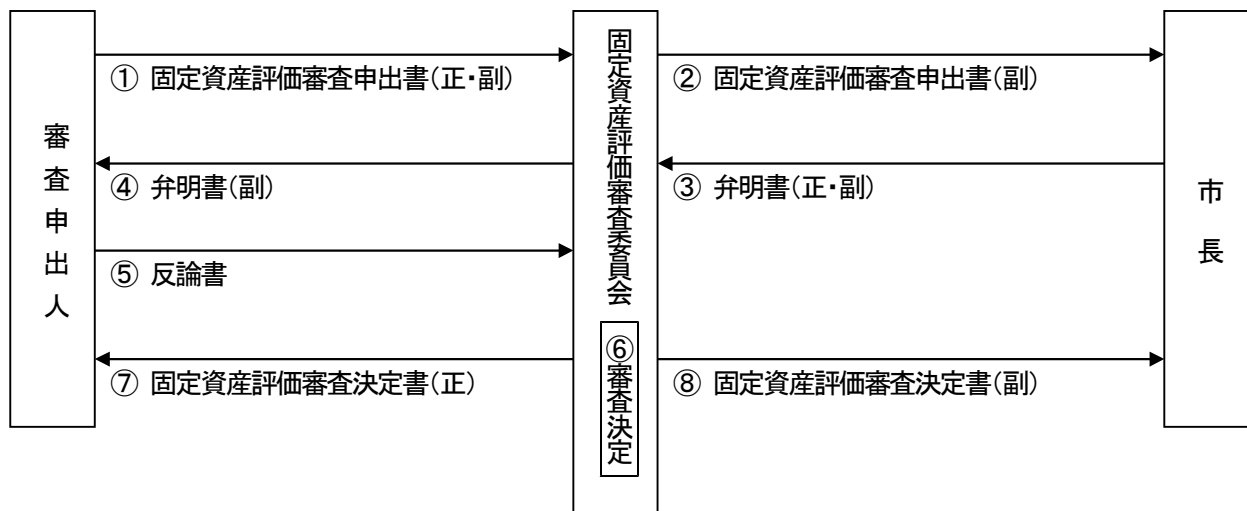 審査申出人
固定資産評価審査委員会
市長
① 固定資産評価審査申出書(正・副)
② 固定資産評価審査申出書(副)
④ 弁明書(副)
③ 弁明書(正・副)
⑤ 反論書
⑥審査決定
⑦ 固定資産評価審査決定書(正)
⑧ 固定資産評価審査決定書(副)